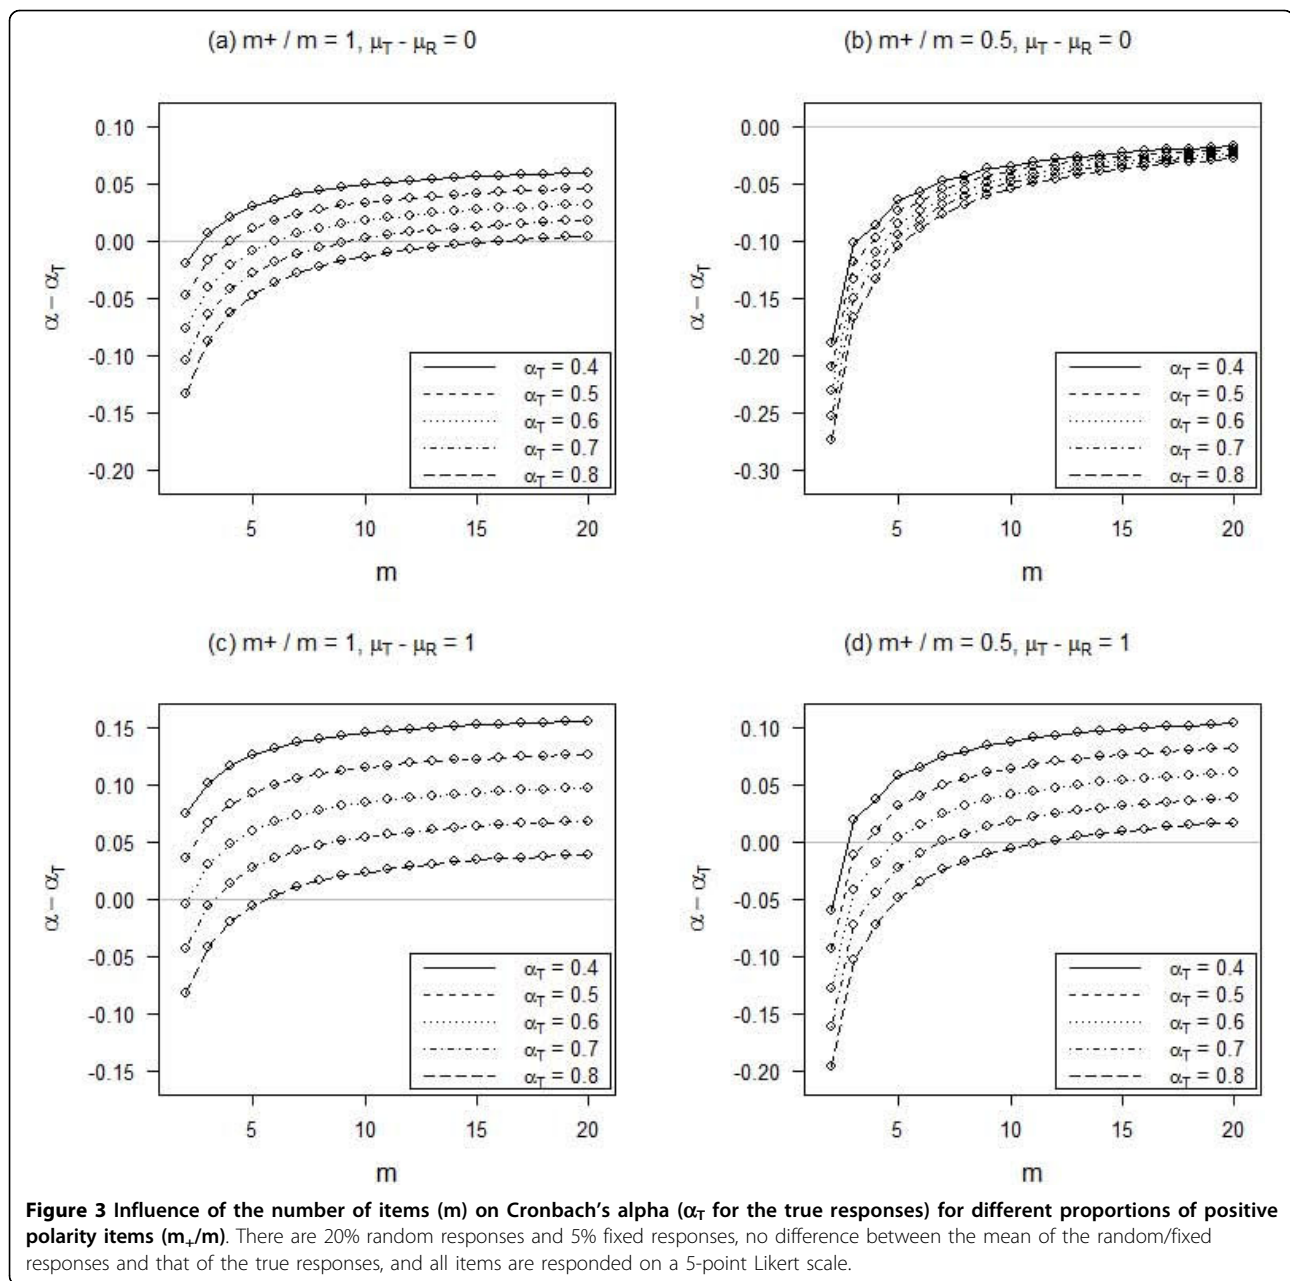 (a) m+ / m = 1, μT - μR = 0
0.10
0.05
0.00
-0.05
-0.10
-0.15
-0.20
α − αT
αT = 0.4
αT = 0.5
αT = 0.6
αT = 0.7
αT = 0.8
5 10 15 20
m
(b) m+ / m = 0.5, μT - μR = 0
0.00
-0.05
-0.10
-0.15
-0.20
-0.25
-0.30
α − αT
αT = 0.4
αT = 0.5
αT = 0.6
αT = 0.7
αT = 0.8
5 10 15 20
m
(c) m+ / m = 1, μT - μR = 1
0.15
0.10
0.05
0.00
-0.05
-0.10
-0.15
α − αT
αT = 0.4
αT = 0.5
αT = 0.6
αT = 0.7
αT = 0.8
5 10 15 20
m
(d) m+ / m = 0.5, μT - μR = 1
0.10
0.05
0.00
-0.05
-0.10
-0.15
-0.20
α − αT
αT = 0.4
αT = 0.5
αT = 0.6
αT = 0.7
αT = 0.8
5 10 15 20
m
Figure 3 Influence of the number of items (m) on Cronbach's alpha (αT for the true responses) for different proportions of positive
polarity items (m+/m). There are 20% random responses and 5% fixed responses, no difference between the mean of the random/fixed
responses and that of the true responses, and all items are responded on a 5-point Likert scale.